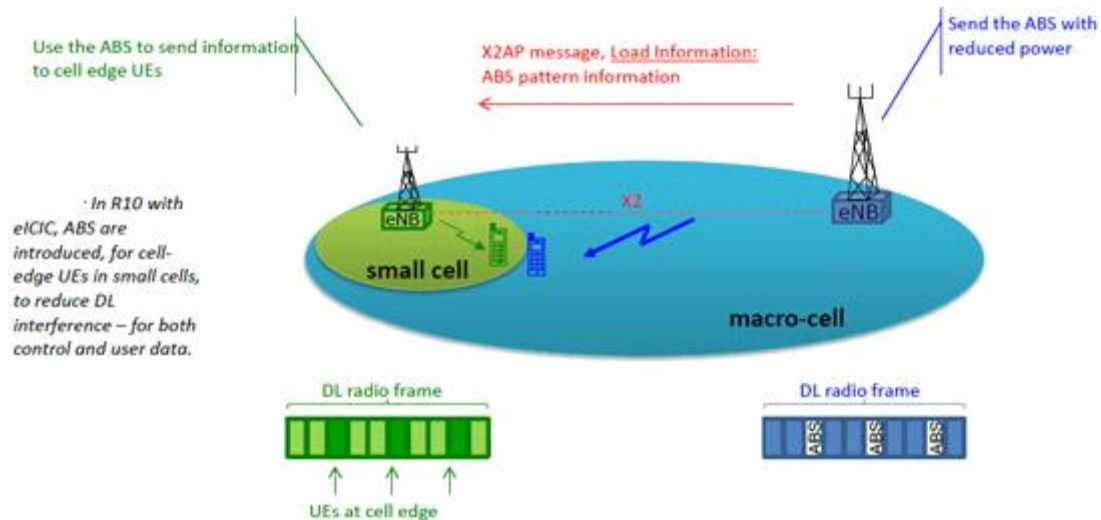 Use the ABS to send information
to cell edge UEs
X2AP message, Load Information:
ABS pattern information
Send the ABS with
reduced power
: In R10 with
eICIC, ABS are
introduced, for cell-
edge UEs in small cells,
to reduce DL
interference – for both
control and user data.
eNB
X2
eNB
small cell
macro-cell
DL radio frame
DL radio frame
ABS
ABS
ABS
UEs at cell edge